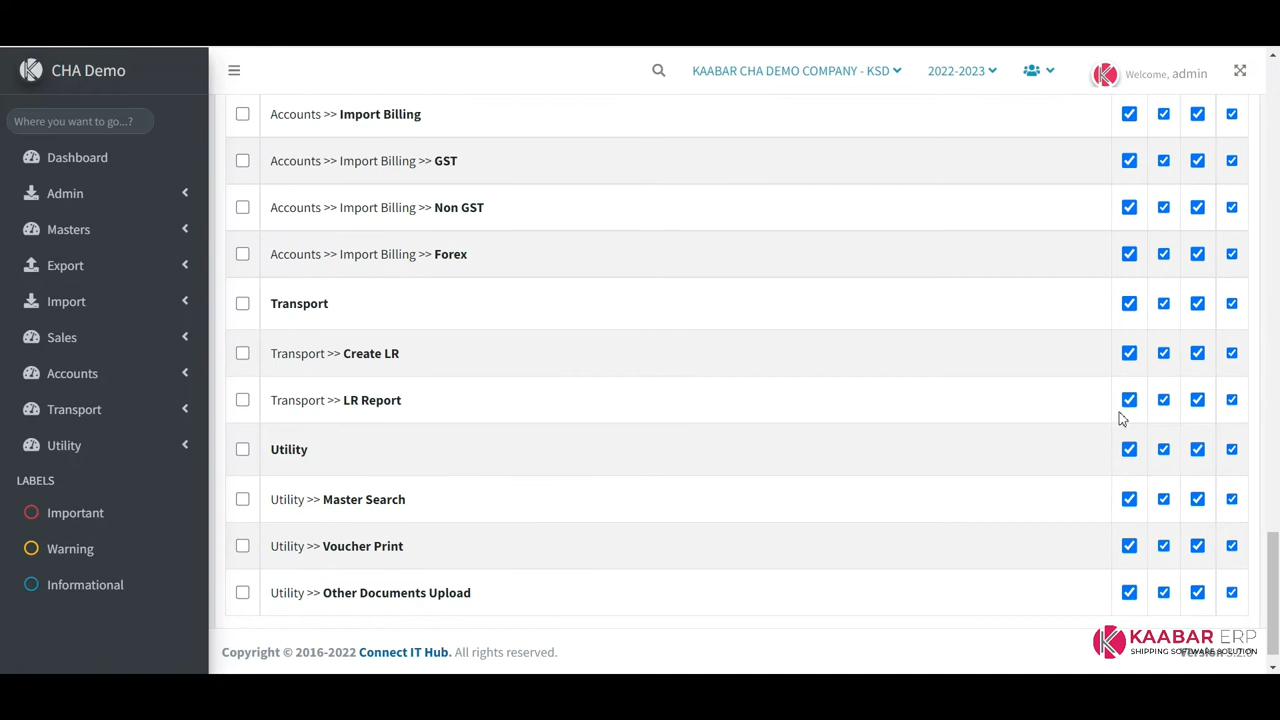 CHA Demo
KAABAR CHA DEMO COMPANY - KSD
2022-2023
Welcome, admin
Where you want to go...?
Dashboard
Admin
Masters
Export
Import
Sales
Accounts
Transport
Utility
LABELS
Important
Warning
Informational
Accounts >> Import Billing
Accounts >> Import Billing >> GST
Accounts >> Import Billing >> Non GST
Accounts >> Import Billing >> Forex
Transport
Transport >> Create LR
Transport >> LR Report
Utility
Utility >> Master Search
Utility >> Voucher Print
Utility >> Other Documents Upload
Copyright © 2016-2022 Connect IT Hub. All rights reserved.
KAABAR ERP
SHIPPING SOFTWARE SOLUTION